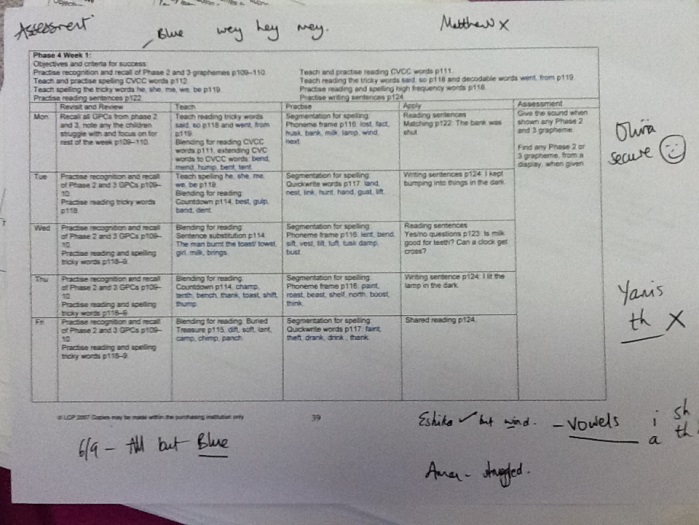 Assessment
Blue wey hey mey.
Matthew X
Phase 4 Week 1:
Objectives and criteria for success:
Practise recognition and recall of Phase 2 and 3 graphemes p109–110
Teach and practise spelling CVCC words p112
Teach spelling the tricky words he, she, me, we, be p119
Practise reading sentences p122
Teach and practise reading CVCC words p111.
Teach reading the tricky words said, so p118 and decodable words went, from p119.
Practise reading and spelling high frequency words p118.
Practise writing sentences p124
Revisit and Review Teach Practise Apply Assessment
Mon
Recall all GPCs from phase 2
and 3, note any the children
struggle with and focus on for
rest of the week p109–110
Teach reading tricky words
said, so p118 and went, from
p119.
Blending for reading CVCC
words p111, extending CVC
words to CVCC words: bend,
mend, hump, bent, tent
Segmentation for spelling:
Phoneme frame p116: lost, fact,
husk, bank, milk, lamp, wind,
next
Reading sentences
Matching p122: The bank was
shut
Give the sound when
shown any Phase 2
and 3 grapheme.
Find any Phase 2 or
3 grapheme, from a
display, when given
Tue
Practise recognition and recall
of Phase 2 and 3 GPCs p109–
10
Practise reading tricky words
p118
Teach spelling he, she, me,
we, be p119
Blending for reading:
Countdown p114, best, gulp,
band, dent
Segmentation for spelling:
Quickwrite words p117: land,
nest, link, hunt, hand, gust, lift
Writing sentences p124: I kept
bumping into things in the dark.
Wed
Practise recognition and recall
of Phase 2 and 3 GPCs p109–
10
Practise reading and spelling
tricky words p118–9
Blending for reading:
Sentence substitution p114
The man burnt the toast/ towel,
girl, milk, brings.
Segmentation for spelling:
Phoneme frame p116: lent, bend,
sift, vest, lift, tuft, tusk damp,
bust
Reading sentences
Yes/no questions p123: Is milk
good for teeth? Can a clock get
cross?
Thu
Practise recognition and recall
of Phase 2 and 3 GPCs p109–
10
Practise reading and spelling
tricky words p118–9
Blending for reading:
Countdown p114, champ,
tenth, bench, thank, toast, shift,
thump
Segmentation for spelling:
Phoneme frame p116, paint,
roast, beast, shelf, north, boost,
think,
Writing sentence p124: I lit the
lamp in the dark.
Fri
Practise recognition and recall
of Phase 2 and 3 GPCs p109–
10
Practise reading and spelling
tricky words p118–9
Blending for reading: Buried
Treasure p115, dift, soft, lant,
camp, chimp, panch
Segmentation for spelling:
Quickwrite words p117: faint,
theft, drank, drink, thank
Shared reading p124.
Olivia
secure
Yanis
th X
© LCP 2007 Copies may be made within the purchasing institution only
39
6/9 – All but Blue
Eshika ✓ but wind. – vowels i sh
a th
Amar – struggled.